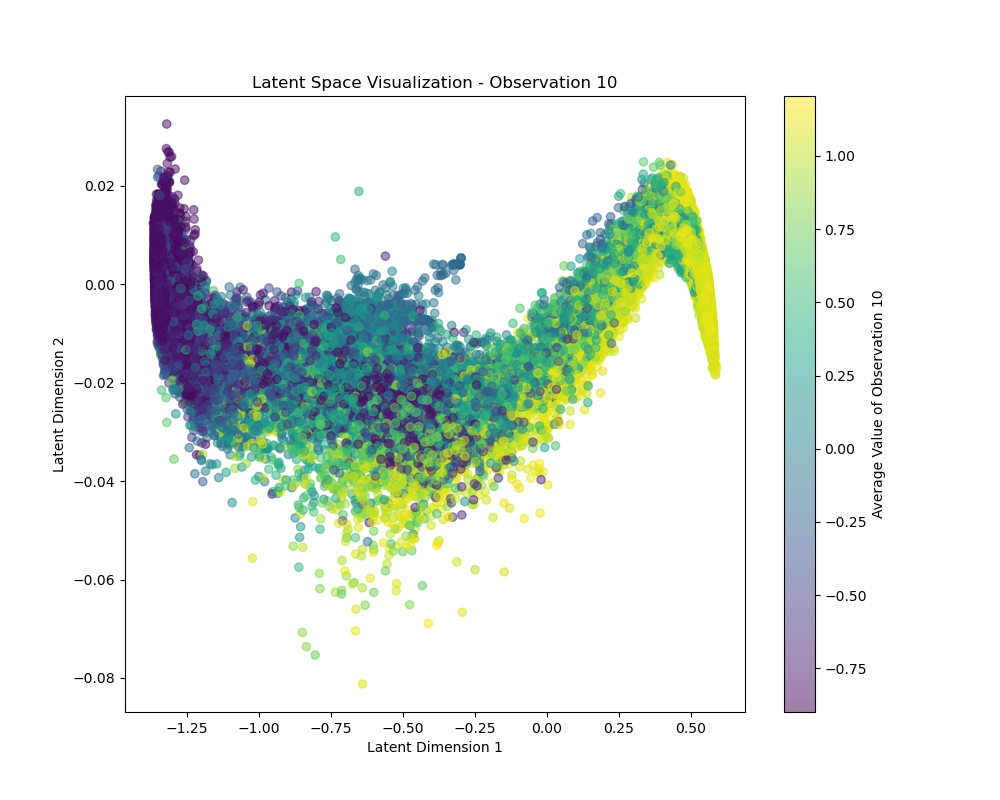 Latent Space Visualization - Observation 10
Latent Dimension 2
0.02
0.00
−0.02
−0.04
−0.06
−0.08
−1.25 −1.00 −0.75 −0.50 −0.25 0.00 0.25 0.50
Latent Dimension 1
1.00
0.75
0.50
0.25
0.00
−0.25
−0.50
−0.75
Average Value of Observation 10